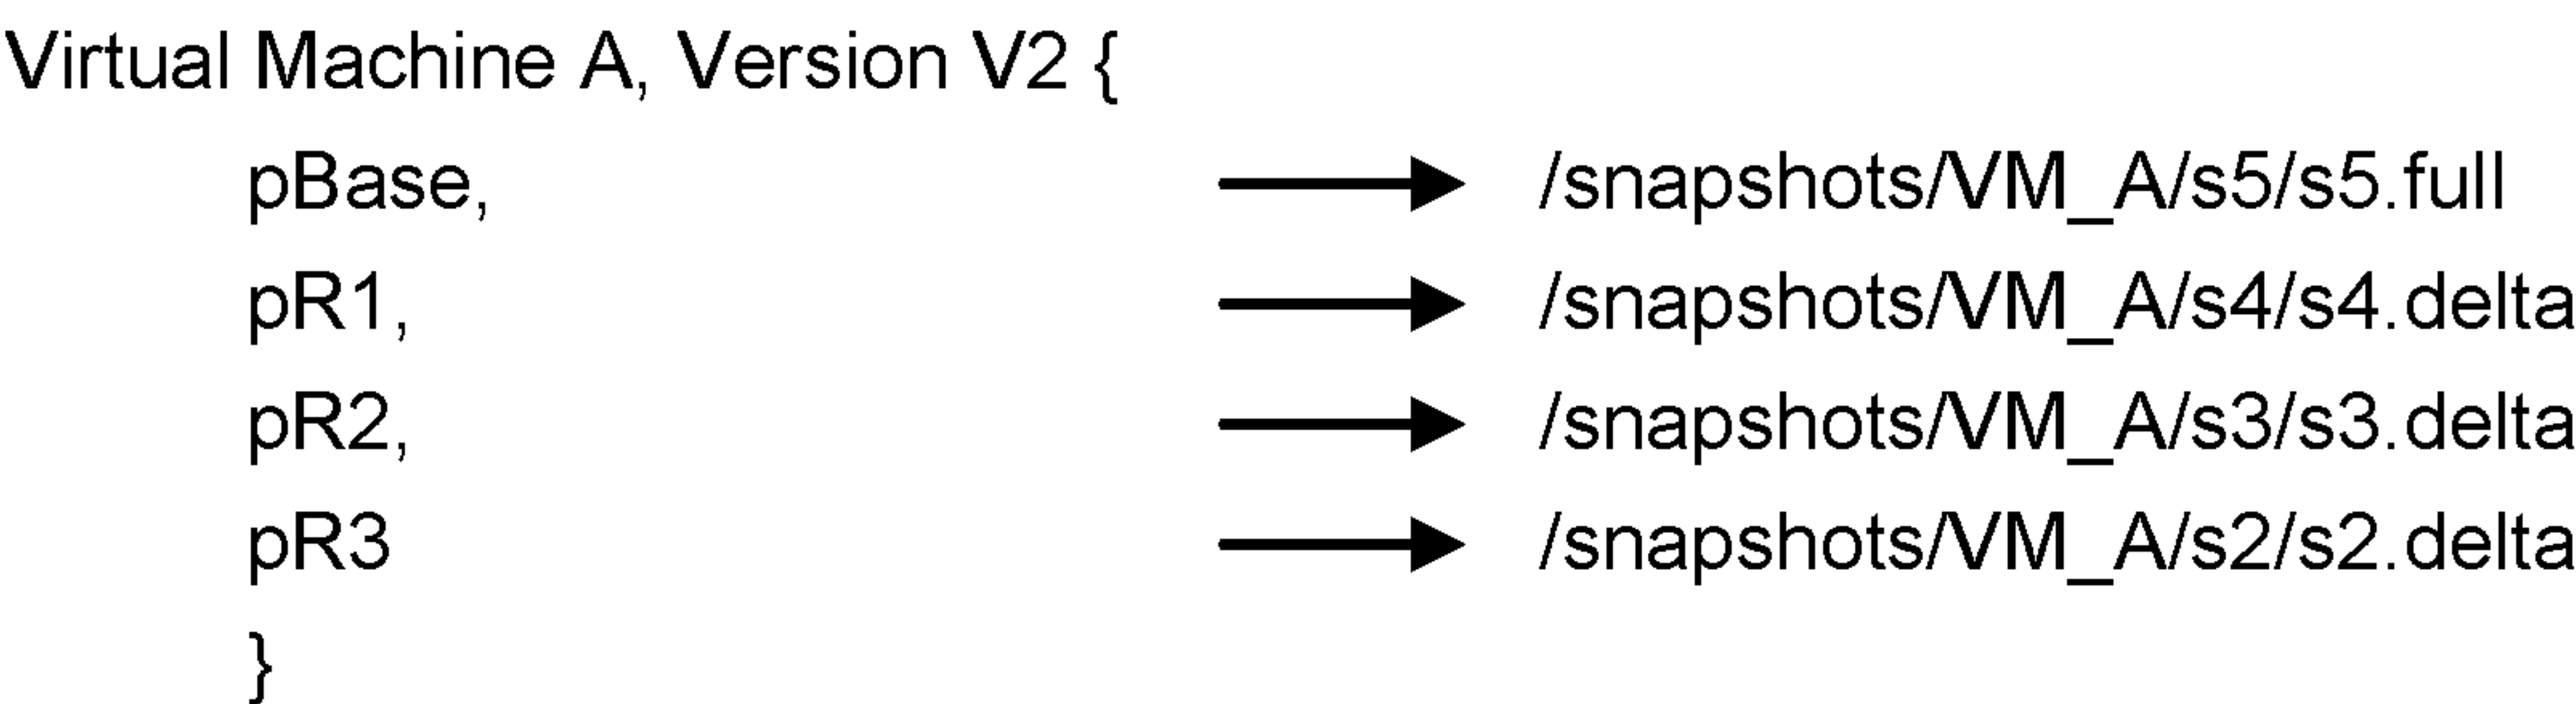 Virtual Machine A, Version V2 {
pBase, /snapshots/VM_A/s5/s5.full
pR1, /snapshots/VM_A/s4/s4.delta
pR2, /snapshots/VM_A/s3/s3.delta
pR3 /snapshots/VM_A/s2/s2.delta
}